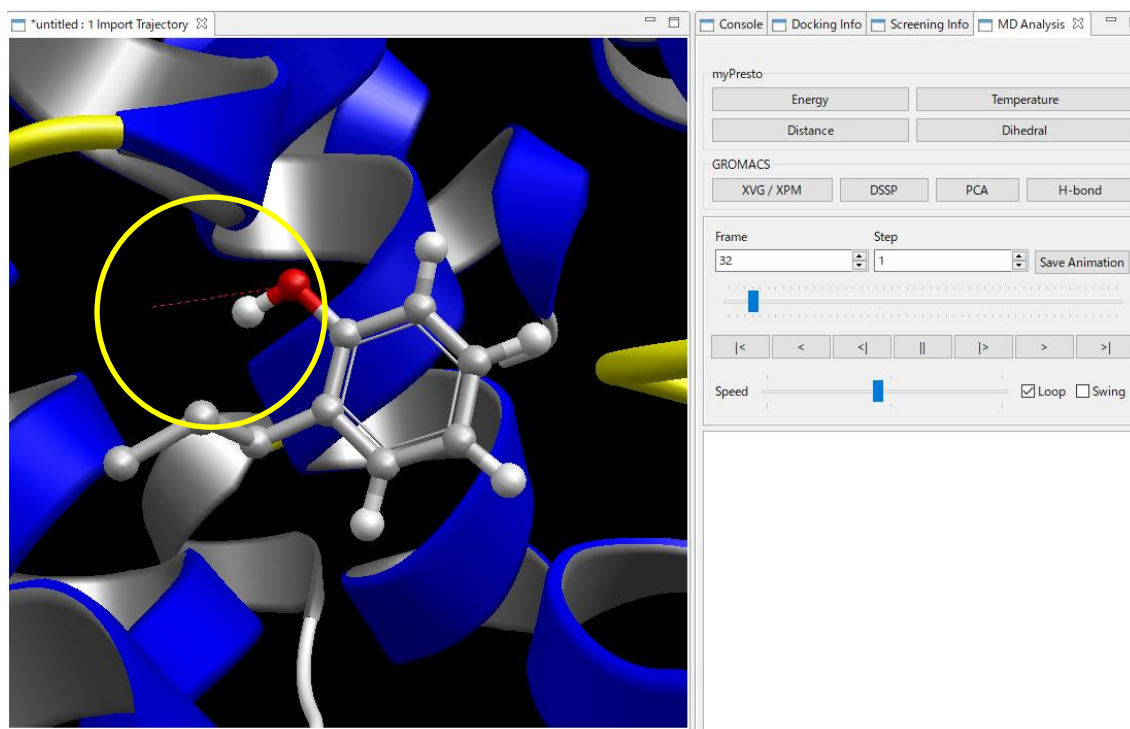 *untitled : 1 Import Trajectory
Console Docking Info Screening Info MD Analysis
myPresto
Energy Temperature
Distance Dihedral
GROMACS
XVG / XPM DSSP PCA H-bond
Frame Step
32 1 Save Animation
|< < <| || |> > >|
Speed Loop Swing